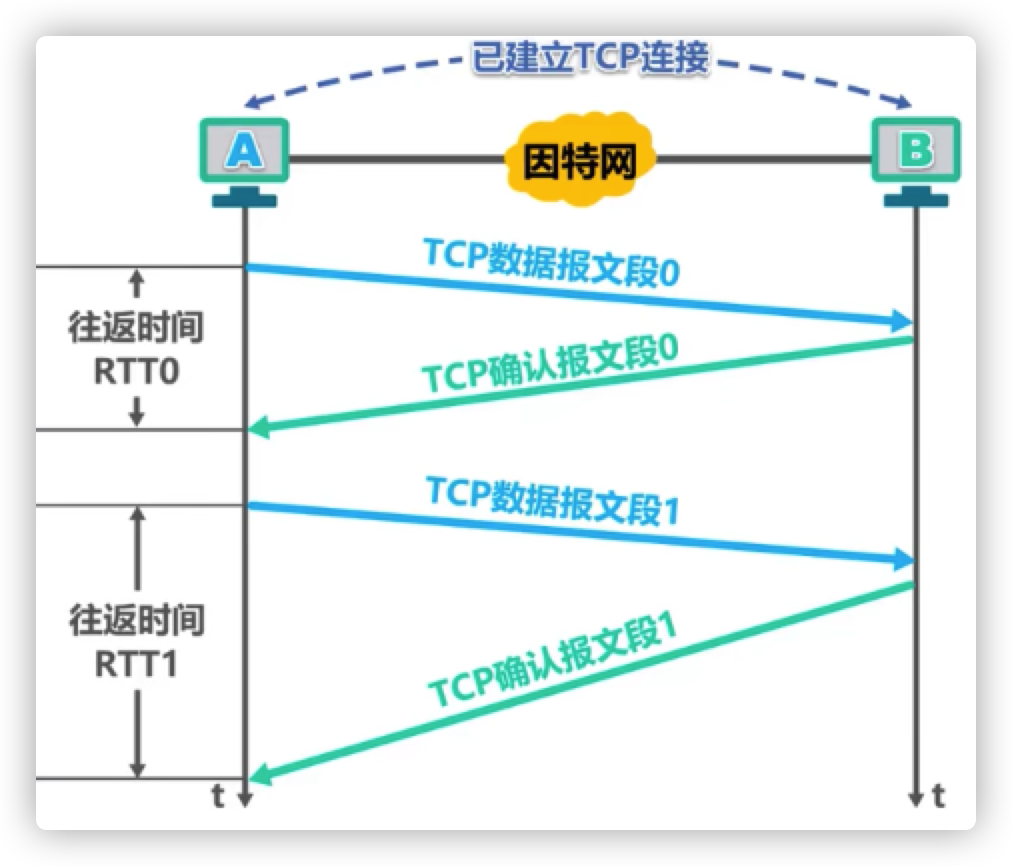 已建立TCP连接
A
因特网
B
TCP数据报文段0
往返时间
RTT0
TCP确认报文段0
TCP数据报文段1
往返时间
RTT1
TCP确认报文段1
t
t